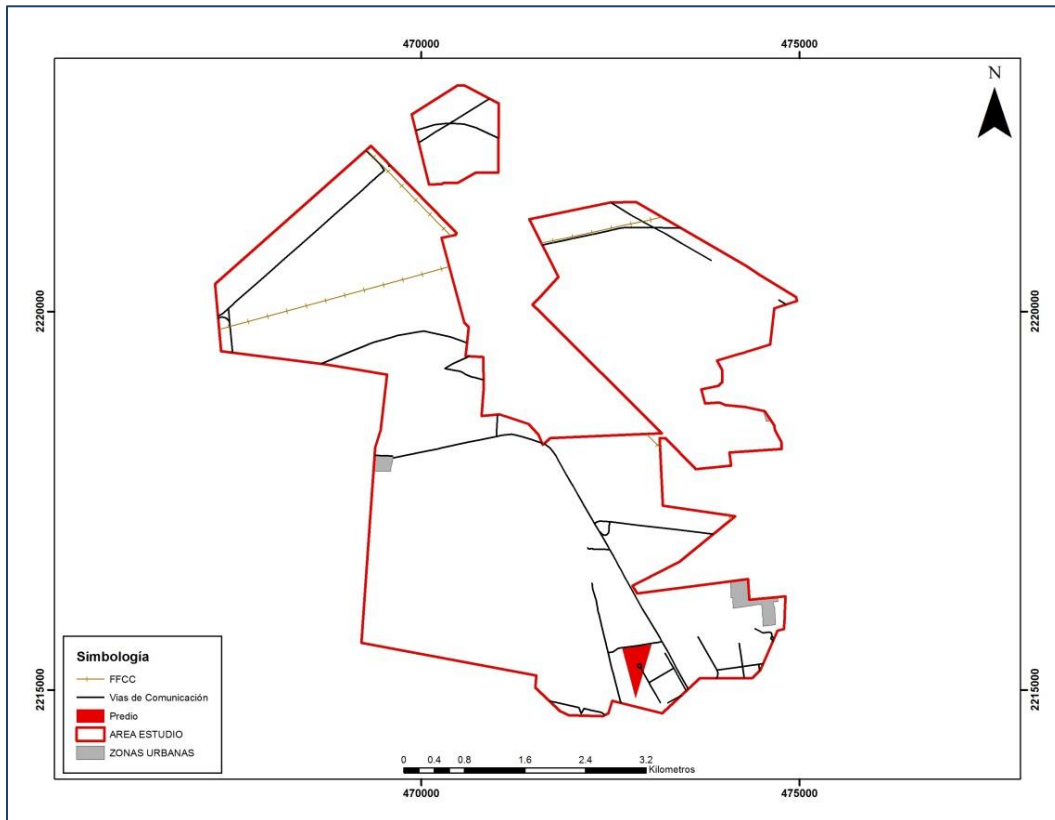 470000 475000
N
2220000 2220000
2215000 2215000
Simbología
FFCC
Vias de Comunicación
Predio
AREA ESTUDIO
ZONAS URBANAS
0 0.4 0.8 1.6 2.4 3.2
Kilometros
470000 475000